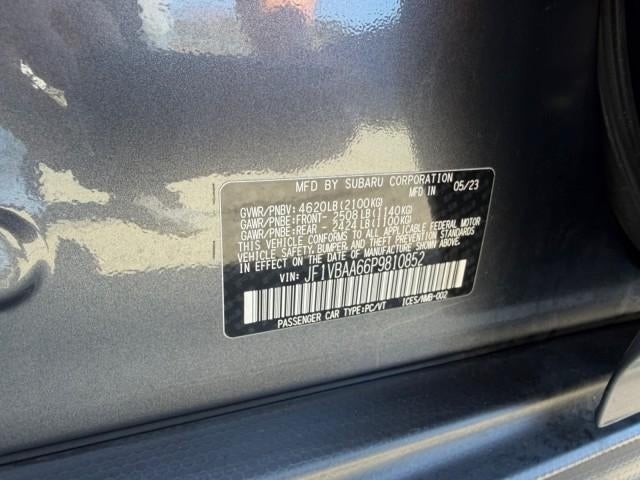 MFD BY SUBARU CORPORATION
MFD IN 05/23
GVWR/PNBV: 4620LB(2100KG)
GAWR/PNBE:FRONT- 2508LB(1140KG)
GAWR/PNBE:REAR - 2424LB(1100KG)
THIS VEHICLE CONFORMS TO ALL APPLICABLE FEDERAL MOTOR
VEHICLE SAFETY, BUMPER, AND THEFT PREVENTION STANDARDS
IN EFFECT ON THE DATE OF MANUFACTURE SHOWN ABOVE.
VIN: JF1VBAA66P9810852
PASSENGER CAR TYPE:PC/VT ICES/NMB-002